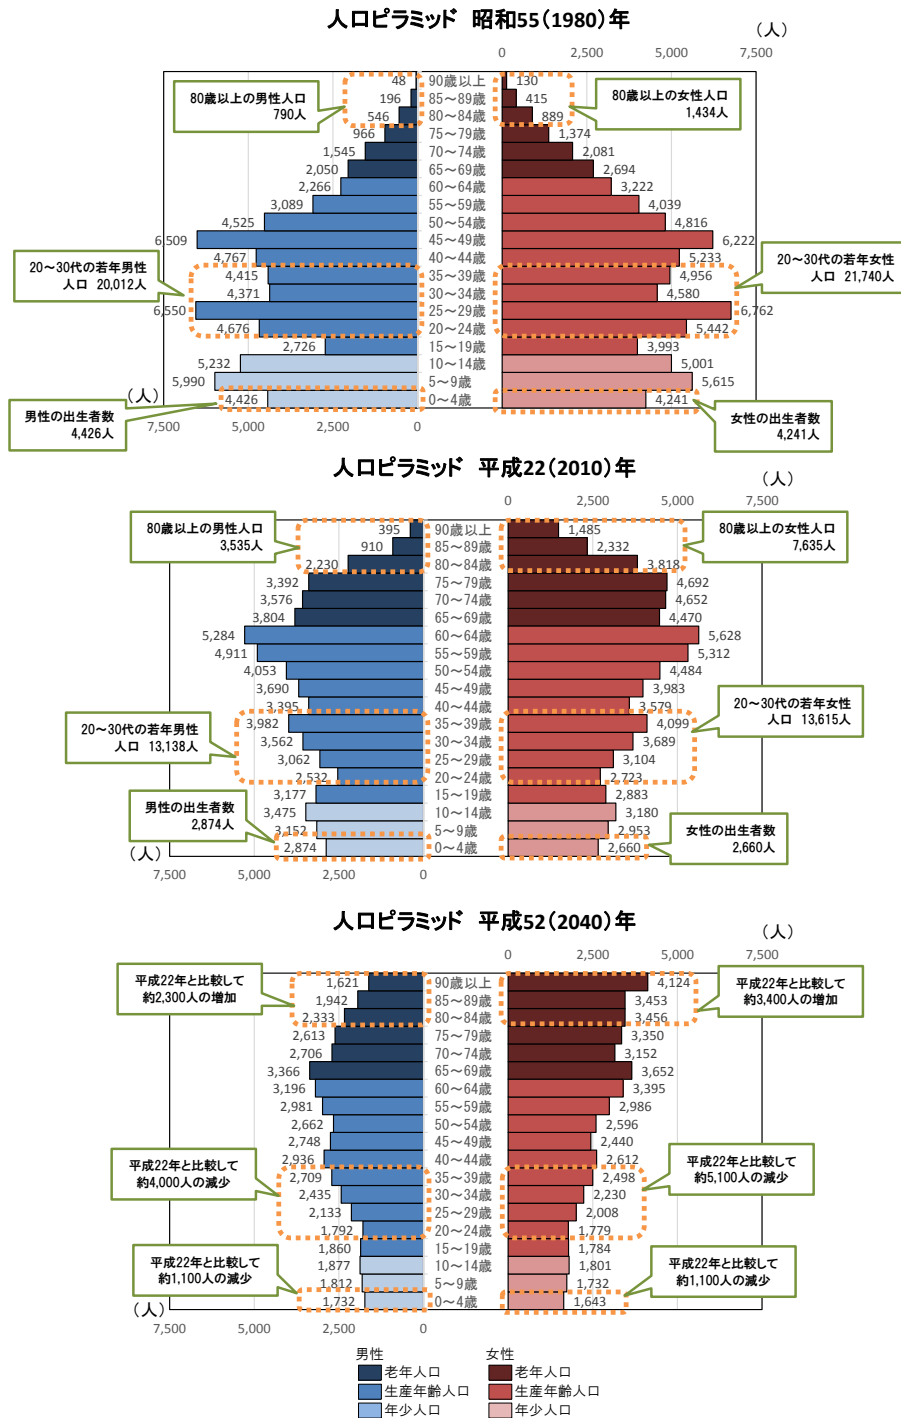 人口ピラミッド 昭和55(1980)年
(人)
0 2,500 5,000 7,500
80歳以上の男性人口
790人
80歳以上の女性人口
1,434人
48 90歳以上 130
196 85～89歳 415
546 80～84歳 889
966 75～79歳 1,374
1,545 70～74歳 2,081
2,050 65～69歳 2,694
2,266 60～64歳 3,222
3,089 55～59歳 4,039
4,525 50～54歳 4,816
6,509 45～49歳 6,222
4,767 40～44歳 5,233
4,415 35～39歳 4,956
4,371 30～34歳 4,580
6,550 25～29歳 6,762
4,676 20～24歳 5,442
2,726 15～19歳 3,993
5,232 10～14歳 5,001
5,990 5～9歳 5,615
4,426 0～4歳 4,241
20～30代の若年男性
人口 20,012人
20～30代の若年女性
人口 21,740人
(人)
男性の出生者数
4,426人
女性の出生者数
4,241人
7,500 5,000 2,500 0
人口ピラミッド 平成22(2010)年
(人)
0 2,500 5,000 7,500
80歳以上の男性人口
3,535人
80歳以上の女性人口
7,635人
395 90歳以上 1,485
910 85～89歳 2,332
2,230 80～84歳 3,818
3,392 75～79歳 4,692
3,576 70～74歳 4,652
3,804 65～69歳 4,470
5,284 60～64歳 5,628
4,911 55～59歳 5,312
4,053 50～54歳 4,484
3,690 45～49歳 3,983
3,395 40～44歳 3,579
3,982 35～39歳 4,099
3,562 30～34歳 3,689
3,062 25～29歳 3,104
2,532 20～24歳 2,723
3,177 15～19歳 2,883
3,475 10～14歳 3,180
3,152 5～9歳 2,953
2,874 0～4歳 2,660
20～30代の若年男性
人口 13,138人
20～30代の若年女性
人口 13,615人
男性の出生者数
2,874人
女性の出生者数
2,660人
(人)
7,500 5,000 2,500 0
人口ピラミッド 平成52(2040)年
(人)
0 2,500 5,000 7,500
平成22年と比較して
約2,300人の増加
平成22年と比較して
約3,400人の増加
1,621 90歳以上 4,124
1,942 85～89歳 3,453
2,333 80～84歳 3,456
2,613 75～79歳 3,350
2,706 70～74歳 3,152
3,366 65～69歳 3,652
3,196 60～64歳 3,395
2,981 55～59歳 2,986
2,662 50～54歳 2,596
2,748 45～49歳 2,440
2,936 40～44歳 2,612
2,709 35～39歳 2,498
2,435 30～34歳 2,230
2,133 25～29歳 2,008
1,792 20～24歳 1,779
1,860 15～19歳 1,784
1,877 10～14歳 1,801
1,812 5～9歳 1,732
1,732 0～4歳 1,643
平成22年と比較して
約4,000人の減少
平成22年と比較して
約5,100人の減少
平成22年と比較して
約1,100人の減少
平成22年と比較して
約1,100人の減少
(人)
7,500 5,000 2,500 0
男性 女性
老年人口 老年人口
生産年齢人口 生産年齢人口
年少人口 年少人口